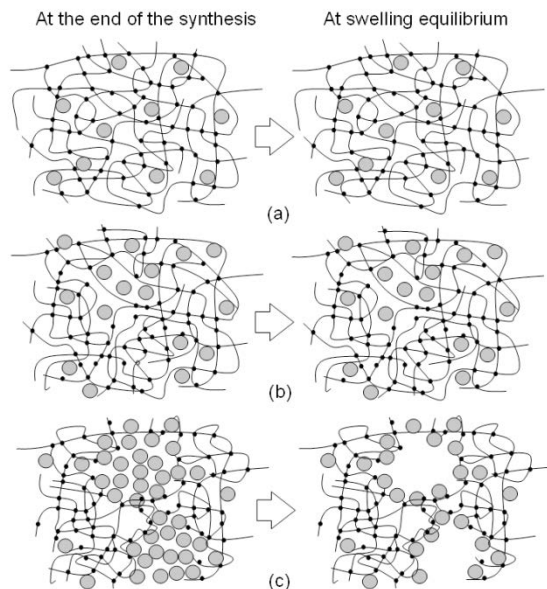 At the end of the synthesis
At swelling equilibrium
(a)
(b)
(c)